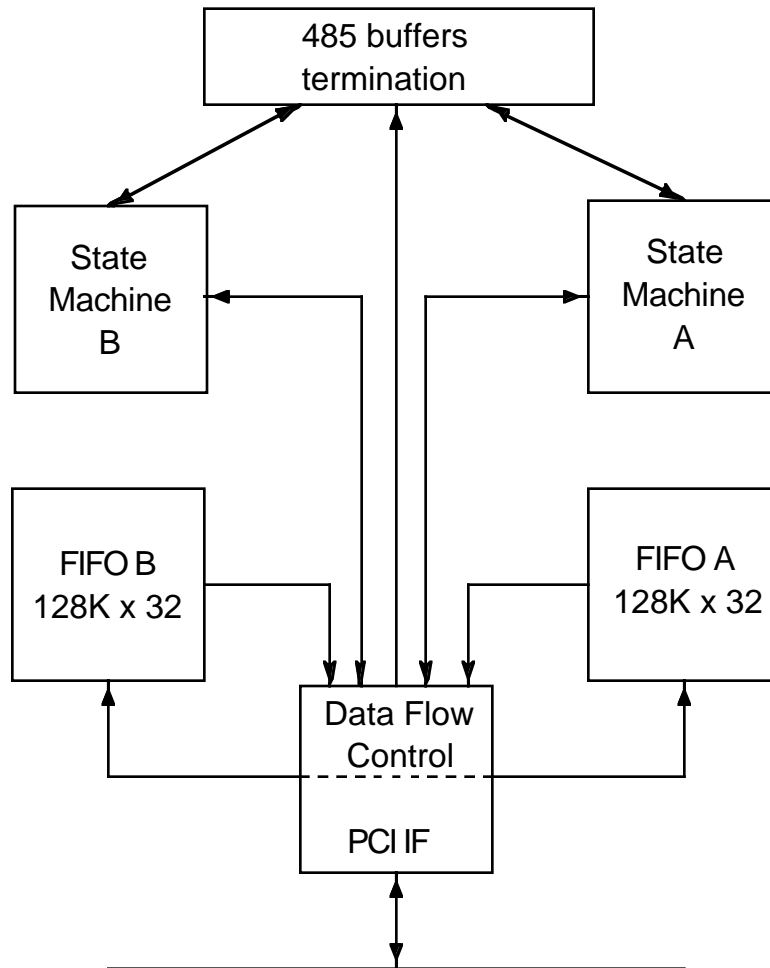 485 buffers
termination
State
Machine
B
State
Machine
A
FIFO B
128K x 32
FIFO A
128K x 32
Data Flow
Control
PCI IF